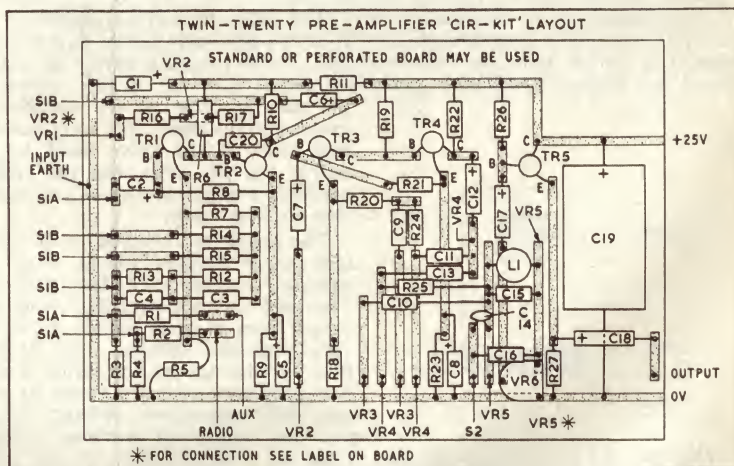 TWIN-TWENTY PRE-AMPLIFIER 'CIR-KIT' LAYOUT
STANDARD OR PERFORATED BOARD MAY BE USED
C1 + R11 VR2
S1B C6+ R10
VR2 * R16 R17 R19 R22 R26
VR1
TR1 C20 TR3 TR4 C +25V
B C B C B C B C B C B TR5
INPUT EARTH TR2
E R6 E E E E
C2 R8 R21 C12 +
S1A + R7 C7 + R20 VR4 C17 + VR5 C19 +
S1B R14 C9 R24
S1B R15 C11 L1
R12 C13
S1B R13 R25
C4 C3 C10 C15
S1A R1 C14
S1A R2 C16 + C18
R3 R4 R5 R9 + C5 R18 R23 + C8 VR6 R27 OUTPUT
0V
AUX VR3 VR3 VR5 VR5 *
RADIO VR2 VR4 VR4 S2
* FOR CONNECTION SEE LABEL ON BOARD